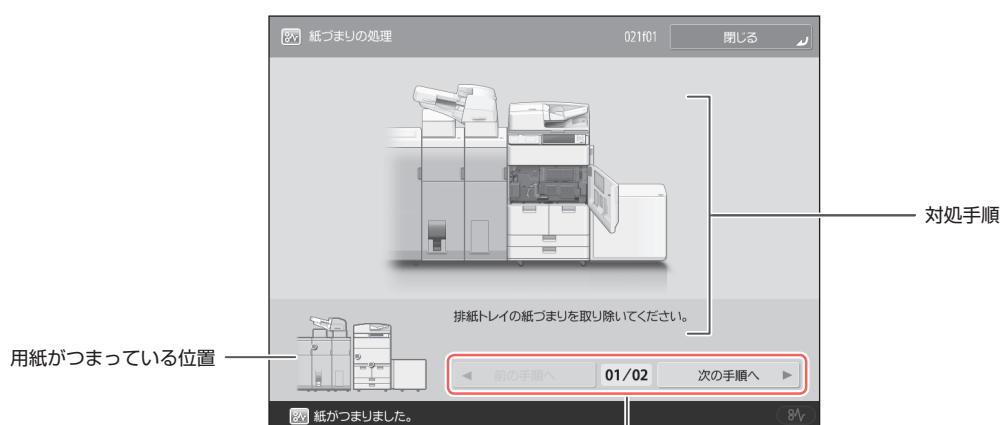 紙づまりの処理
021f01
閉じる
対処手順
排紙トレイの紙づまりを取り除いてください。
用紙がつまっている位置
前の手順へ
01/02
次の手順へ
紙がつまりました。